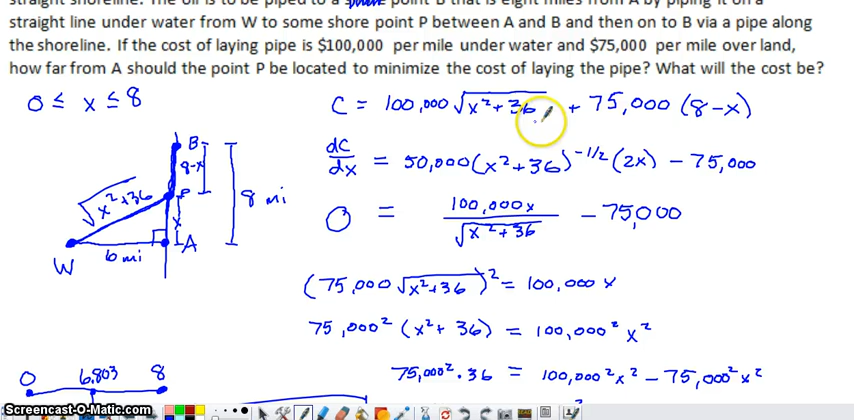 straight shoreline. The oil is to be piped to a shore point B that is eight miles from A by piping it on a
straight line under water from W to some shore point P between A and B and then on to B via a pipe along
the shoreline. If the cost of laying pipe is $100,000 per mile under water and $75,000 per mile over land,
how far from A should the point P be located to minimize the cost of laying the pipe? What will the cost be?
0 ≤ x ≤ 8
C = 100,000 √x²+36 + 75,000 (8-x)
dC/dx = 50,000 (x²+36)^-1/2 (2x) - 75,000
0 = 100,000x / √x²+36 - 75,000
(75,000 √x²+36)² = 100,000 x
75,000² (x²+36) = 100,000² x²
75,000² · 36 = 100,000² x² - 75,000² x²
B
8-x
P
√x²+36
8 mi
x
A
6 mi
W
0 6.803 8
Screencast-O-Matic.com